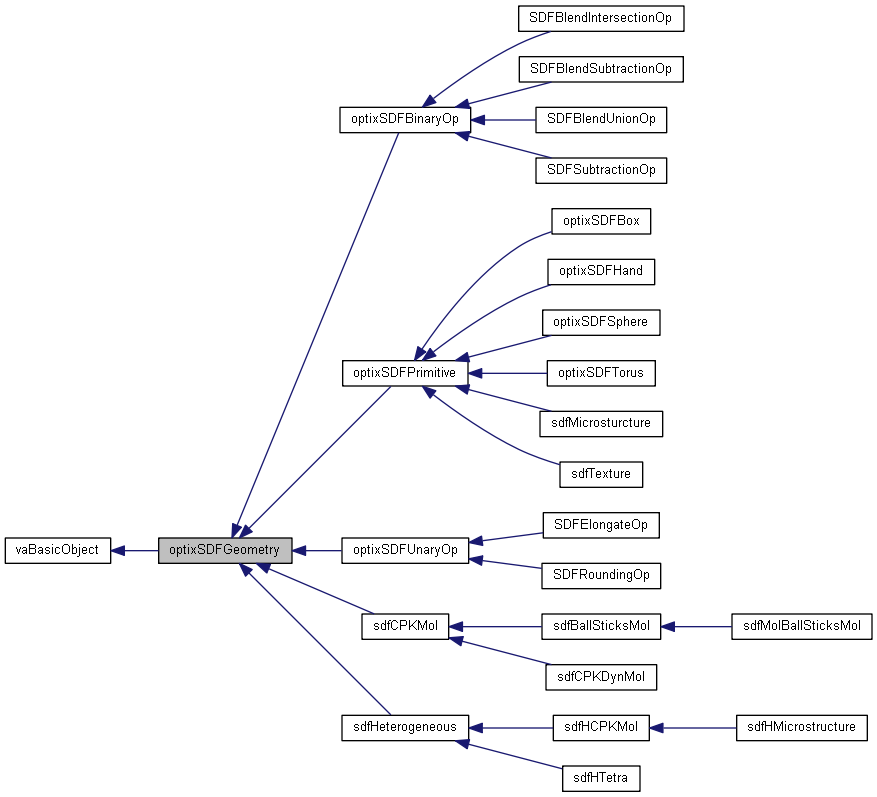 SDFBlendIntersectionOp
SDFBlendSubtractionOp
optixSDFBinaryOp
SDFBlendUnionOp
SDFSubtractionOp
optixSDFBox
optixSDFHand
optixSDFSphere
optixSDFPrimitive
optixSDFTorus
sdfMicrosturcture
sdfTexture
SDFElongateOp
vaBasicObject
optixSDFGeometry
optixSDFUnaryOp
SDFRoundingOp
sdfCPKMol
sdfBallSticksMol
sdfMolBallSticksMol
sdfCPKDynMol
sdfHeterogeneous
sdfHCPKMol
sdfHMicrostructure
sdfHTetra